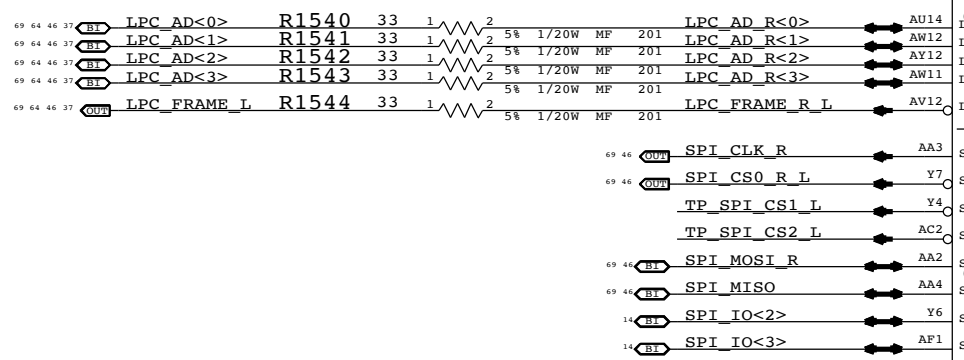 69 64 46 37 BI LPC_AD<0> R1540 33 1 2 LPC_AD_R<0> AU14
5% 1/20W MF 201
69 64 46 37 BI LPC_AD<1> R1541 33 1 2 LPC_AD_R<1> AW12
5% 1/20W MF 201
69 64 46 37 BI LPC_AD<2> R1542 33 1 2 LPC_AD_R<2> AY12
5% 1/20W MF 201
69 64 46 37 BI LPC_AD<3> R1543 33 1 2 LPC_AD_R<3> AW11
5% 1/20W MF 201
69 64 46 37 OUT LPC_FRAME_L R1544 33 1 2 LPC_FRAME_R_L AV12
5% 1/20W MF 201
69 46 OUT SPI_CLK_R AA3
69 46 OUT SPI_CS0_R_L Y7
TP_SPI_CS1_L Y4
TP_SPI_CS2_L AC2
69 46 BI SPI_MOSI_R AA2
69 46 BI SPI_MISO AA4
14 BI SPI_IO<2> Y6
14 BI SPI_IO<3> AF1